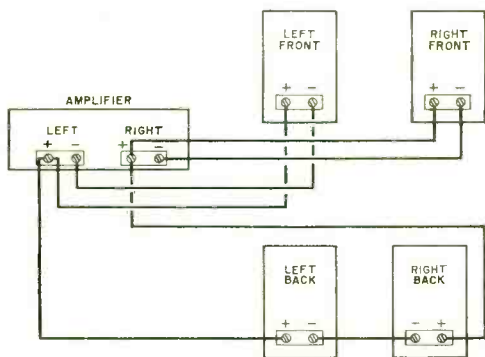 LEFT
FRONT
+ −
RIGHT
FRONT
+ −
AMPLIFIER
LEFT
+ −
RIGHT
+ −
LEFT
BACK
+ −
RIGHT
BACK
− +